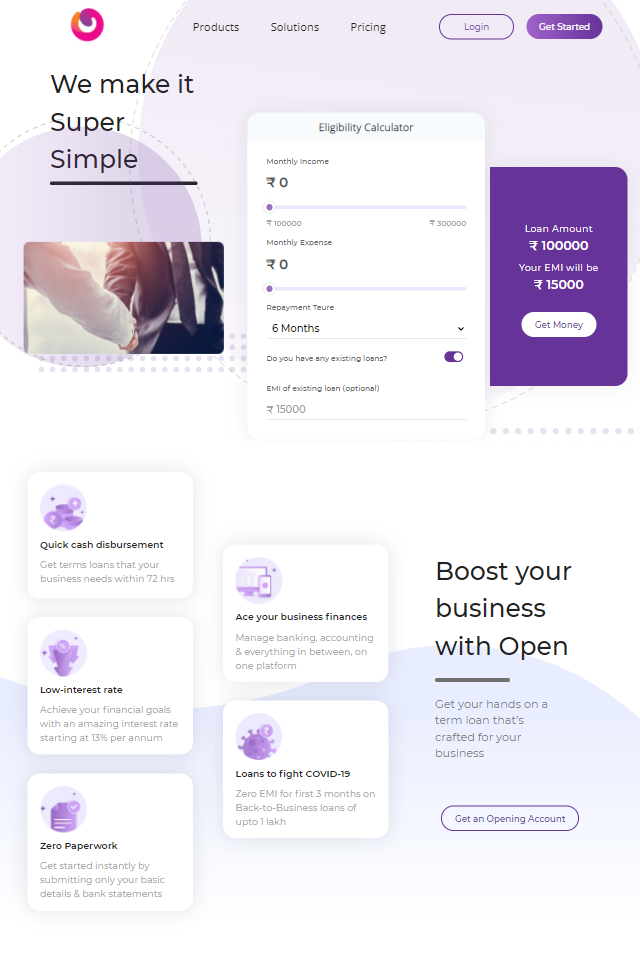 Products
Solutions
Pricing
Login
Get Started
We make it
Super
Simple
Eligibility Calculator
Monthly Income
₹ 0
₹ 100000
₹ 300000
Monthly Expense
₹ 0
Repayment Teure
6 Months
Do you have any existing loans?
EMI of existing loan (optional)
₹ 15000
Loan Amount
₹ 100000
Your EMI will be
₹ 15000
Get Money
Quick cash disbursement
Get terms loans that your
business needs within 72 hrs
Low-interest rate
Achieve your financial goals
with an amazing interest rate
starting at 13% per annum
Zero Paperwork
Get started instantly by
submitting only your basic
details & bank statements
Ace your business finances
Manage banking, accounting
& everything in between, on
one platform
Loans to fight COVID-19
Zero EMI for first 3 months on
Back-to-Business loans of
upto 1 lakh
Boost your
business
with Open
Get your hands on a
term loan that's
crafted for your
business
Get an Opening Account